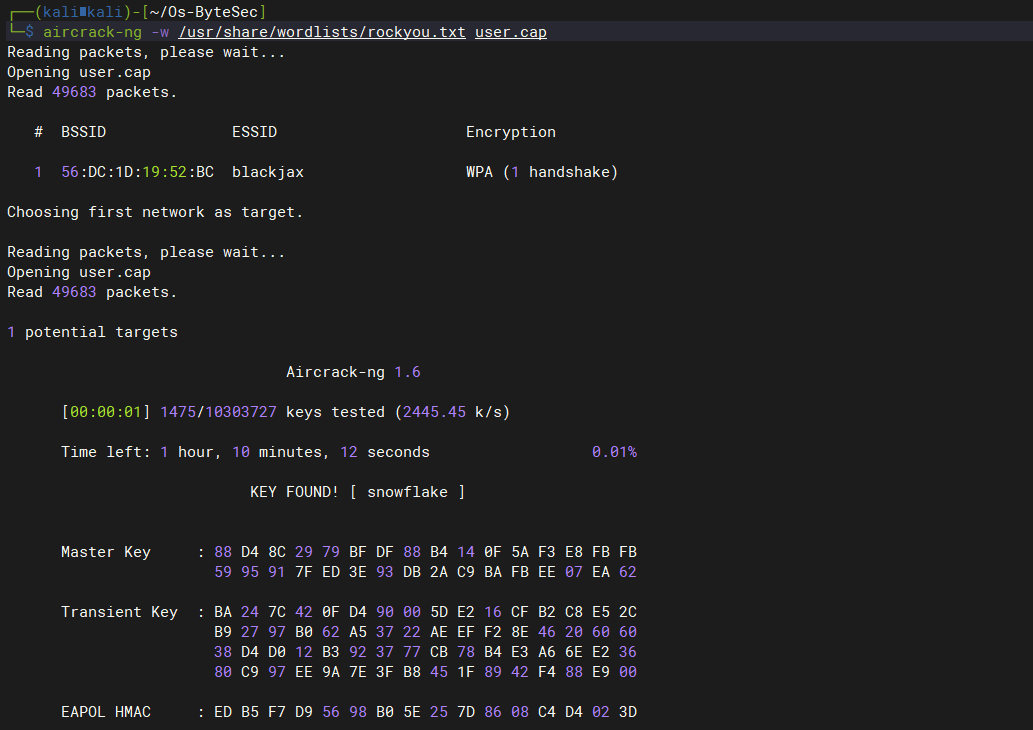 ┌──(kali㉿kali)-[~/Os-ByteSec]
└─$ aircrack-ng -w /usr/share/wordlists/rockyou.txt user.cap
Reading packets, please wait...
Opening user.cap
Read 49683 packets.
# BSSID ESSID Encryption
1 56:DC:1D:19:52:BC blackjax WPA (1 handshake)
Choosing first network as target.
Reading packets, please wait...
Opening user.cap
Read 49683 packets.
1 potential targets
Aircrack-ng 1.6
[00:00:01] 1475/10303727 keys tested (2445.45 k/s)
Time left: 1 hour, 10 minutes, 12 seconds 0.01%
KEY FOUND! [ snowflake ]
Master Key : 88 D4 8C 29 79 BF DF 88 B4 14 0F 5A F3 E8 FB FB
59 95 91 7F ED 3E 93 DB 2A C9 BA FB EE 07 EA 62
Transient Key : BA 24 7C 42 0F D4 90 00 5D E2 16 CF B2 C8 E5 2C
B9 27 97 B0 62 A5 37 22 AE EF F2 8E 46 20 60 60
38 D4 D0 12 B3 92 37 77 CB 78 B4 E3 A6 6E E2 36
80 C9 97 EE 9A 7E 3F B8 45 1F 89 42 F4 88 E9 00
EAPOL HMAC : ED B5 F7 D9 56 98 B0 5E 25 7D 86 08 C4 D4 02 3D